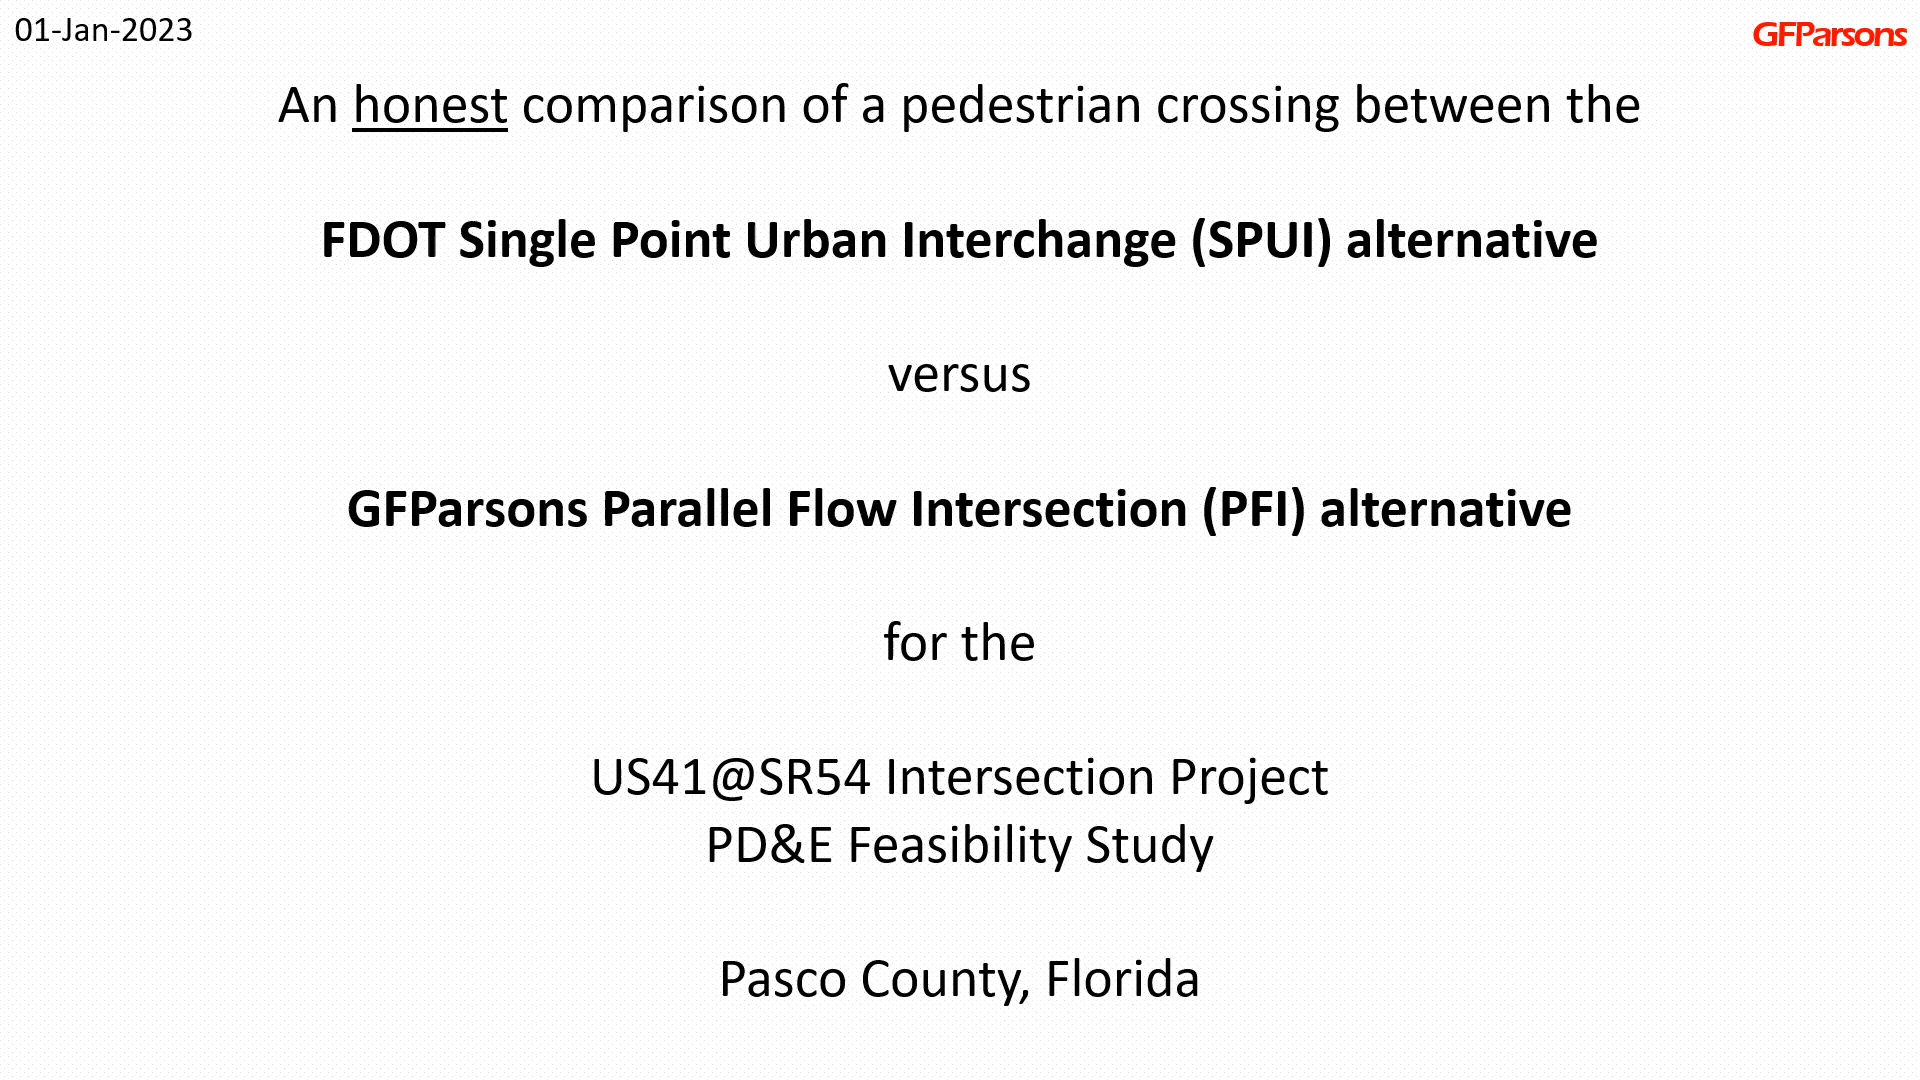 01-Jan-2023
GFParsons
An honest comparison of a pedestrian crossing between the
FDOT Single Point Urban Interchange (SPUI) alternative
versus
GFParsons Parallel Flow Intersection (PFI) alternative
for the
US41@SR54 Intersection Project
PD&E Feasibility Study
Pasco County, Florida